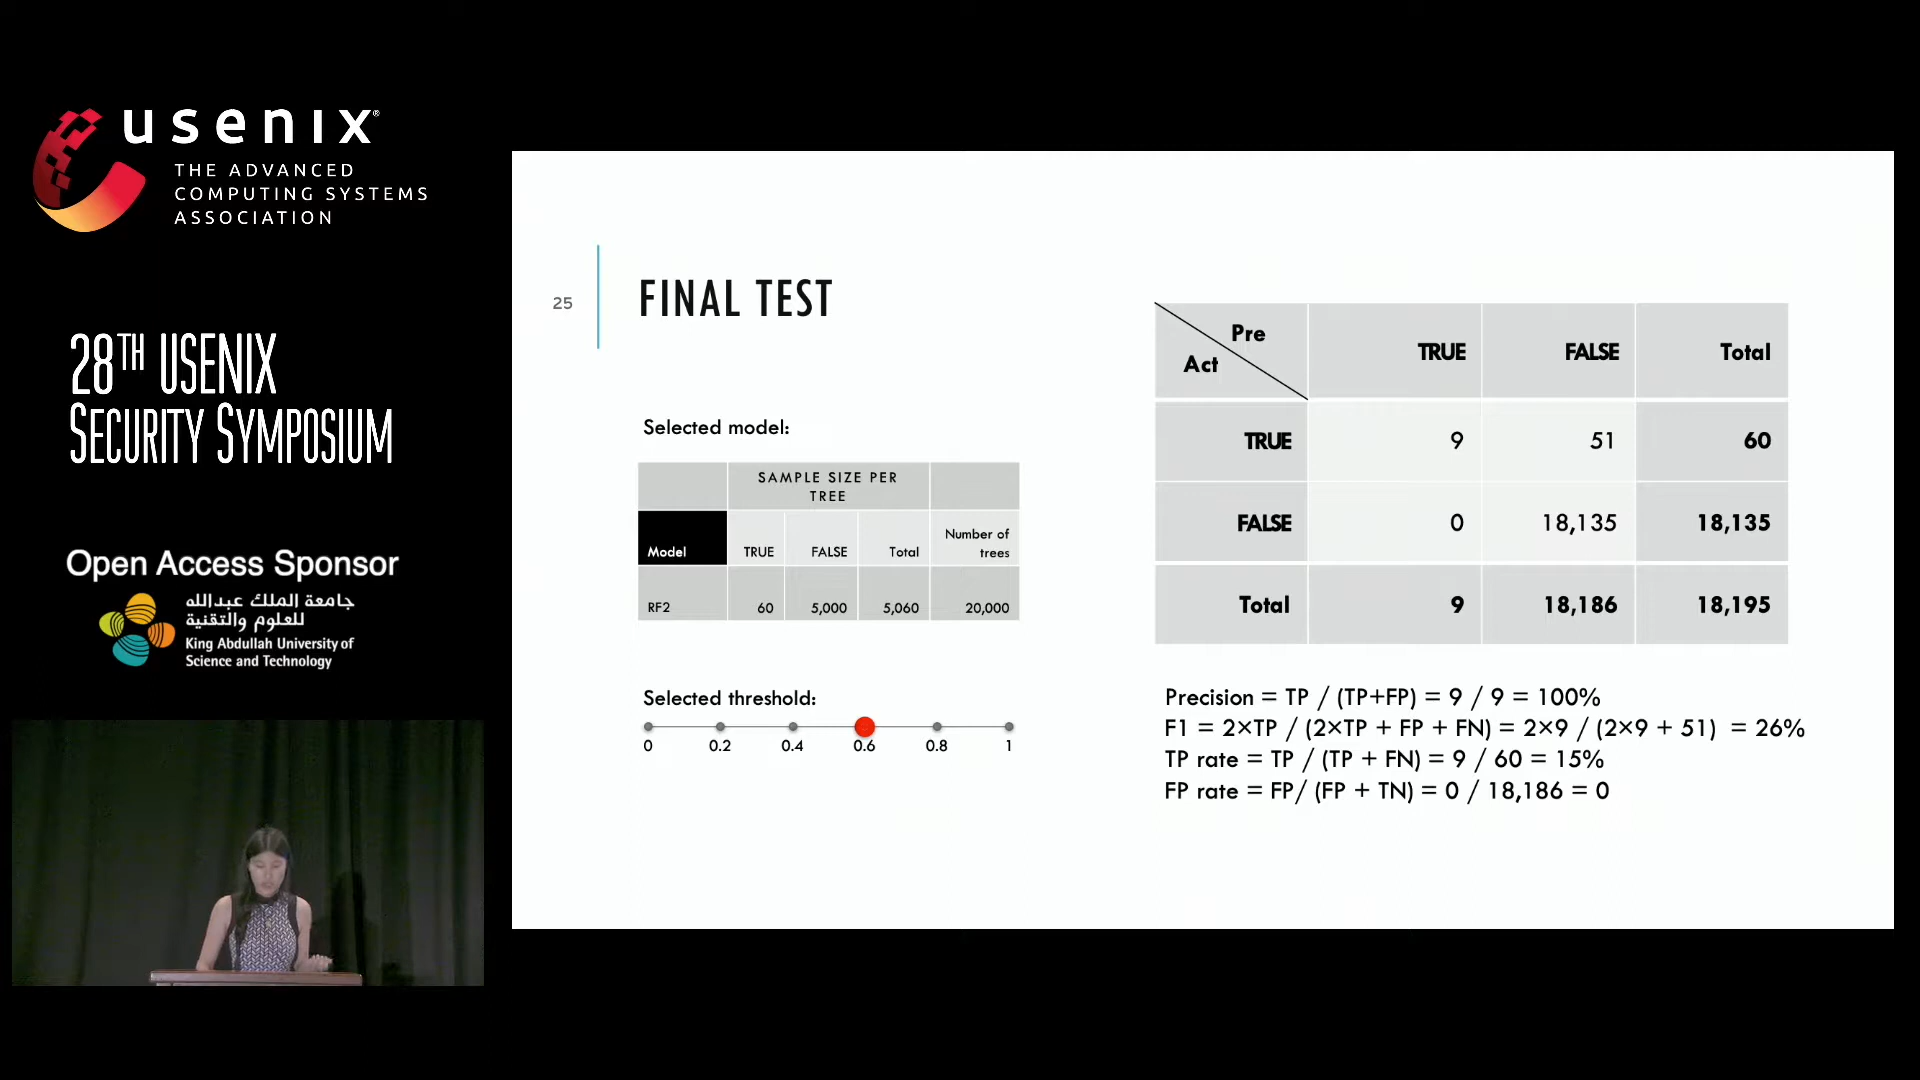 usenix®
THE ADVANCED
COMPUTING SYSTEMS
ASSOCIATION
28TH USENIX
SECURITY SYMPOSIUM
Open Access Sponsor
جامعة الملك عبدالله
للعلوم والتقنية
King Abdullah University of
Science and Technology
25
FINAL TEST
Selected model:
SAMPLE SIZE PER
TREE
Model TRUE FALSE Total Number of
trees
RF2 60 5,000 5,060 20,000
Selected threshold:
0 0.2 0.4 0.6 0.8 1
Pre
Act
TRUE FALSE Total
TRUE 9 51 60
FALSE 0 18,135 18,135
Total 9 18,186 18,195
Precision = TP / (TP+FP) = 9 / 9 = 100%
F1 = 2×TP / (2×TP + FP + FN) = 2×9 / (2×9 + 51) = 26%
TP rate = TP / (TP + FN) = 9 / 60 = 15%
FP rate = FP/ (FP + TN) = 0 / 18,186 = 0